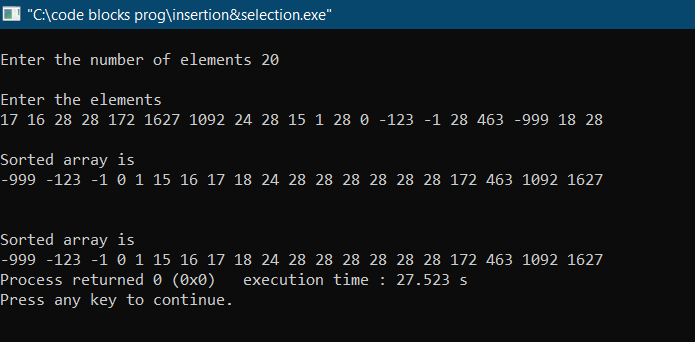 "C:\code blocks prog\insertion&selection.exe"
Enter the number of elements 20
Enter the elements
17 16 28 28 172 1627 1092 24 28 15 1 28 0 -123 -1 28 463 -999 18 28
Sorted array is
-999 -123 -1 0 1 15 16 17 18 24 28 28 28 28 28 28 172 463 1092 1627
Sorted array is
-999 -123 -1 0 1 15 16 17 18 24 28 28 28 28 28 28 172 463 1092 1627
Process returned 0 (0x0)   execution time : 27.523 s
Press any key to continue.